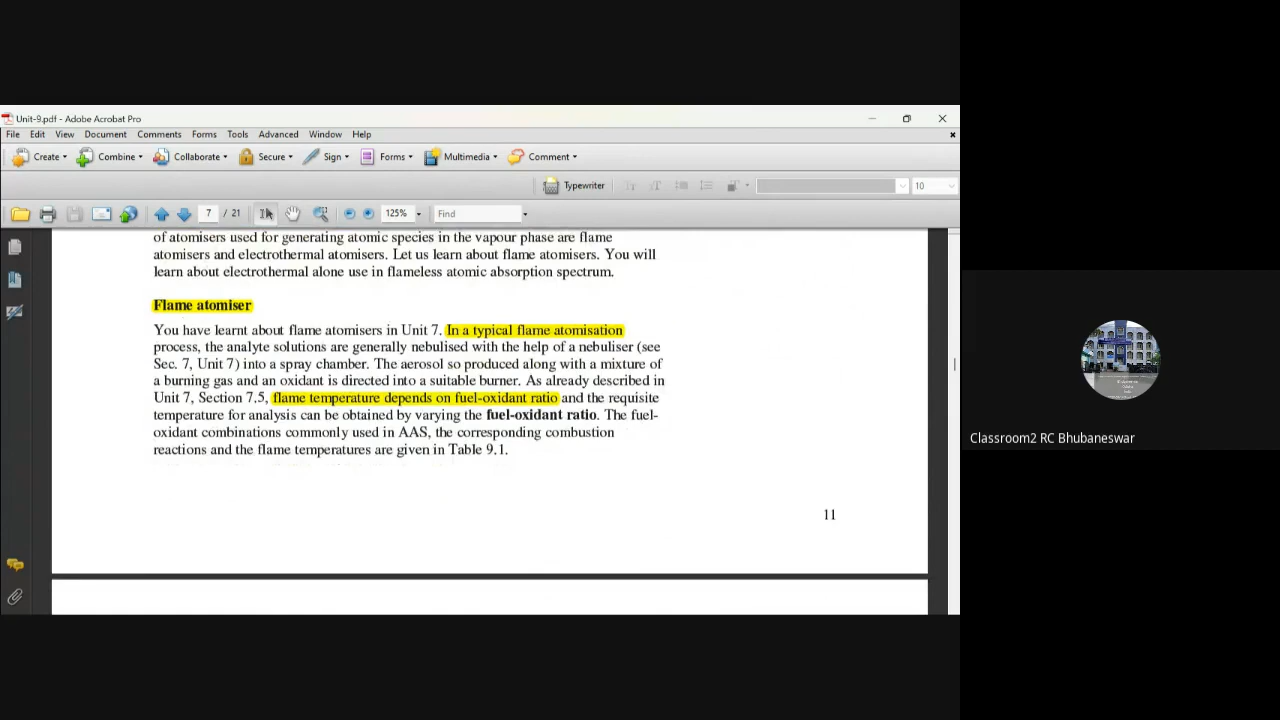 Unit-9.pdf - Adobe Acrobat Pro
File Edit View Document Comments Forms Tools Advanced Window Help
Create Combine Collaborate Secure Sign Forms Multimedia Comment
Typewriter 10
7 / 21 125% Find
of atomisers used for generating atomic species in the vapour phase are flame
atomisers and electrothermal atomisers. Let us learn about flame atomisers. You will
learn about electrothermal alone use in flameless atomic absorption spectrum.
Flame atomiser
You have learnt about flame atomisers in Unit 7. In a typical flame atomisation
process, the analyte solutions are generally nebulised with the help of a nebuliser (see
Sec. 7, Unit 7) into a spray chamber. The aerosol so produced along with a mixture of
a burning gas and an oxidant is directed into a suitable burner. As already described in
Unit 7, Section 7.5, flame temperature depends on fuel-oxidant ratio and the requisite
temperature for analysis can be obtained by varying the fuel-oxidant ratio. The fuel-
oxidant combinations commonly used in AAS, the corresponding combustion
reactions and the flame temperatures are given in Table 9.1.
11
Classroom2 RC Bhubaneswar